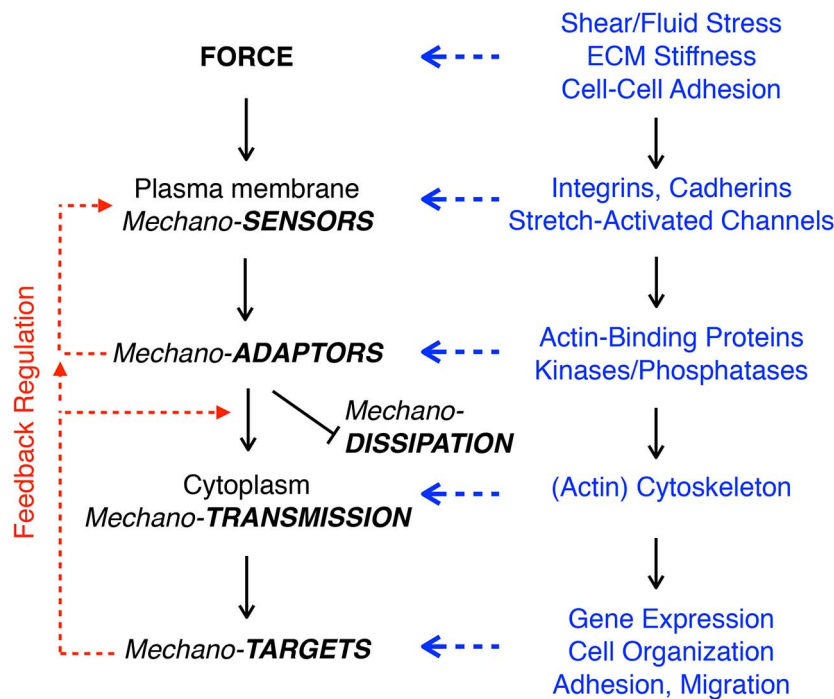 FORCE
Shear/Fluid Stress
ECM Stiffness
Cell-Cell Adhesion
Plasma membrane
Mechano-SENSORS
Integrins, Cadherins
Stretch-Activated Channels
Mechano-ADAPTORS
Actin-Binding Proteins
Kinases/Phosphatases
Mechano-
DISSIPATION
Cytoplasm
Mechano-TRANSMISSION
(Actin) Cytoskeleton
Mechano-TARGETS
Gene Expression
Cell Organization
Adhesion, Migration
Feedback Regulation